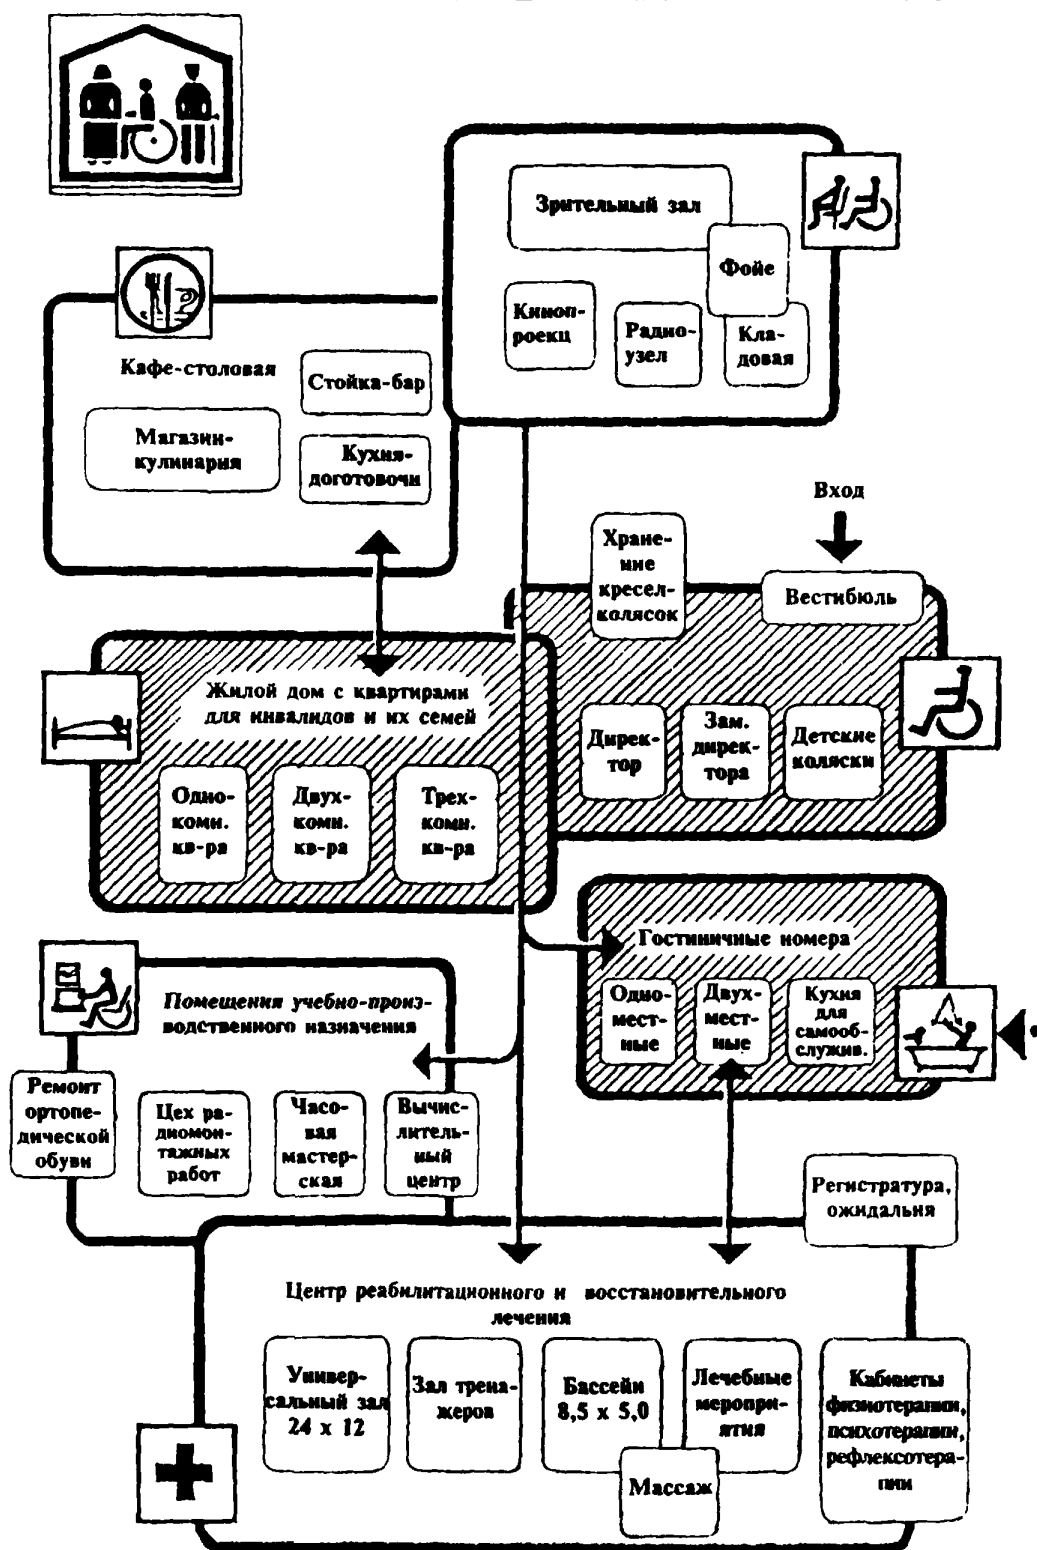 Зрительный зал
Фойе
Киноп-
роекц
Радио-
узел
Кла-
довая
Кафе-столовая
Стойка-бар
Магазин-
кулинария
Кухня-
доготовочн
Вход
Хране-
ние
кресел-
колясок
Вестибюль
Жилой дом с квартирами
для инвалидов и их семей
Дирек-
тор
Зам.
дирек-
тора
Детские
коляски
Одно-
комн.
кв-ра
Двух-
комн.
кв-ра
Трех-
комн.
кв-ра
Гостиничные номера
Одно-
мест-
ные
Двух-
мест-
ные
Кухня
для
самооб-
служив.
Помещения учебно-произ-
водственного назначения
Ремонт
ортопе-
дической
обуви
Цех ра-
диомон-
тажных
работ
Часо-
вая
мастер-
ская
Вычис-
литель-
ный
центр
Регистратура,
ожидальня
Центр реабилитационного и восстановительного
лечения
Универ-
сальный зал
24 х 12
Зал трена-
жеров
Бассейн
8,5 х 5,0
Лечебные
меропри-
ятия
Массаж
Кабинеты
физиотерапии,
психотерапии,
рефлексотера-
пии